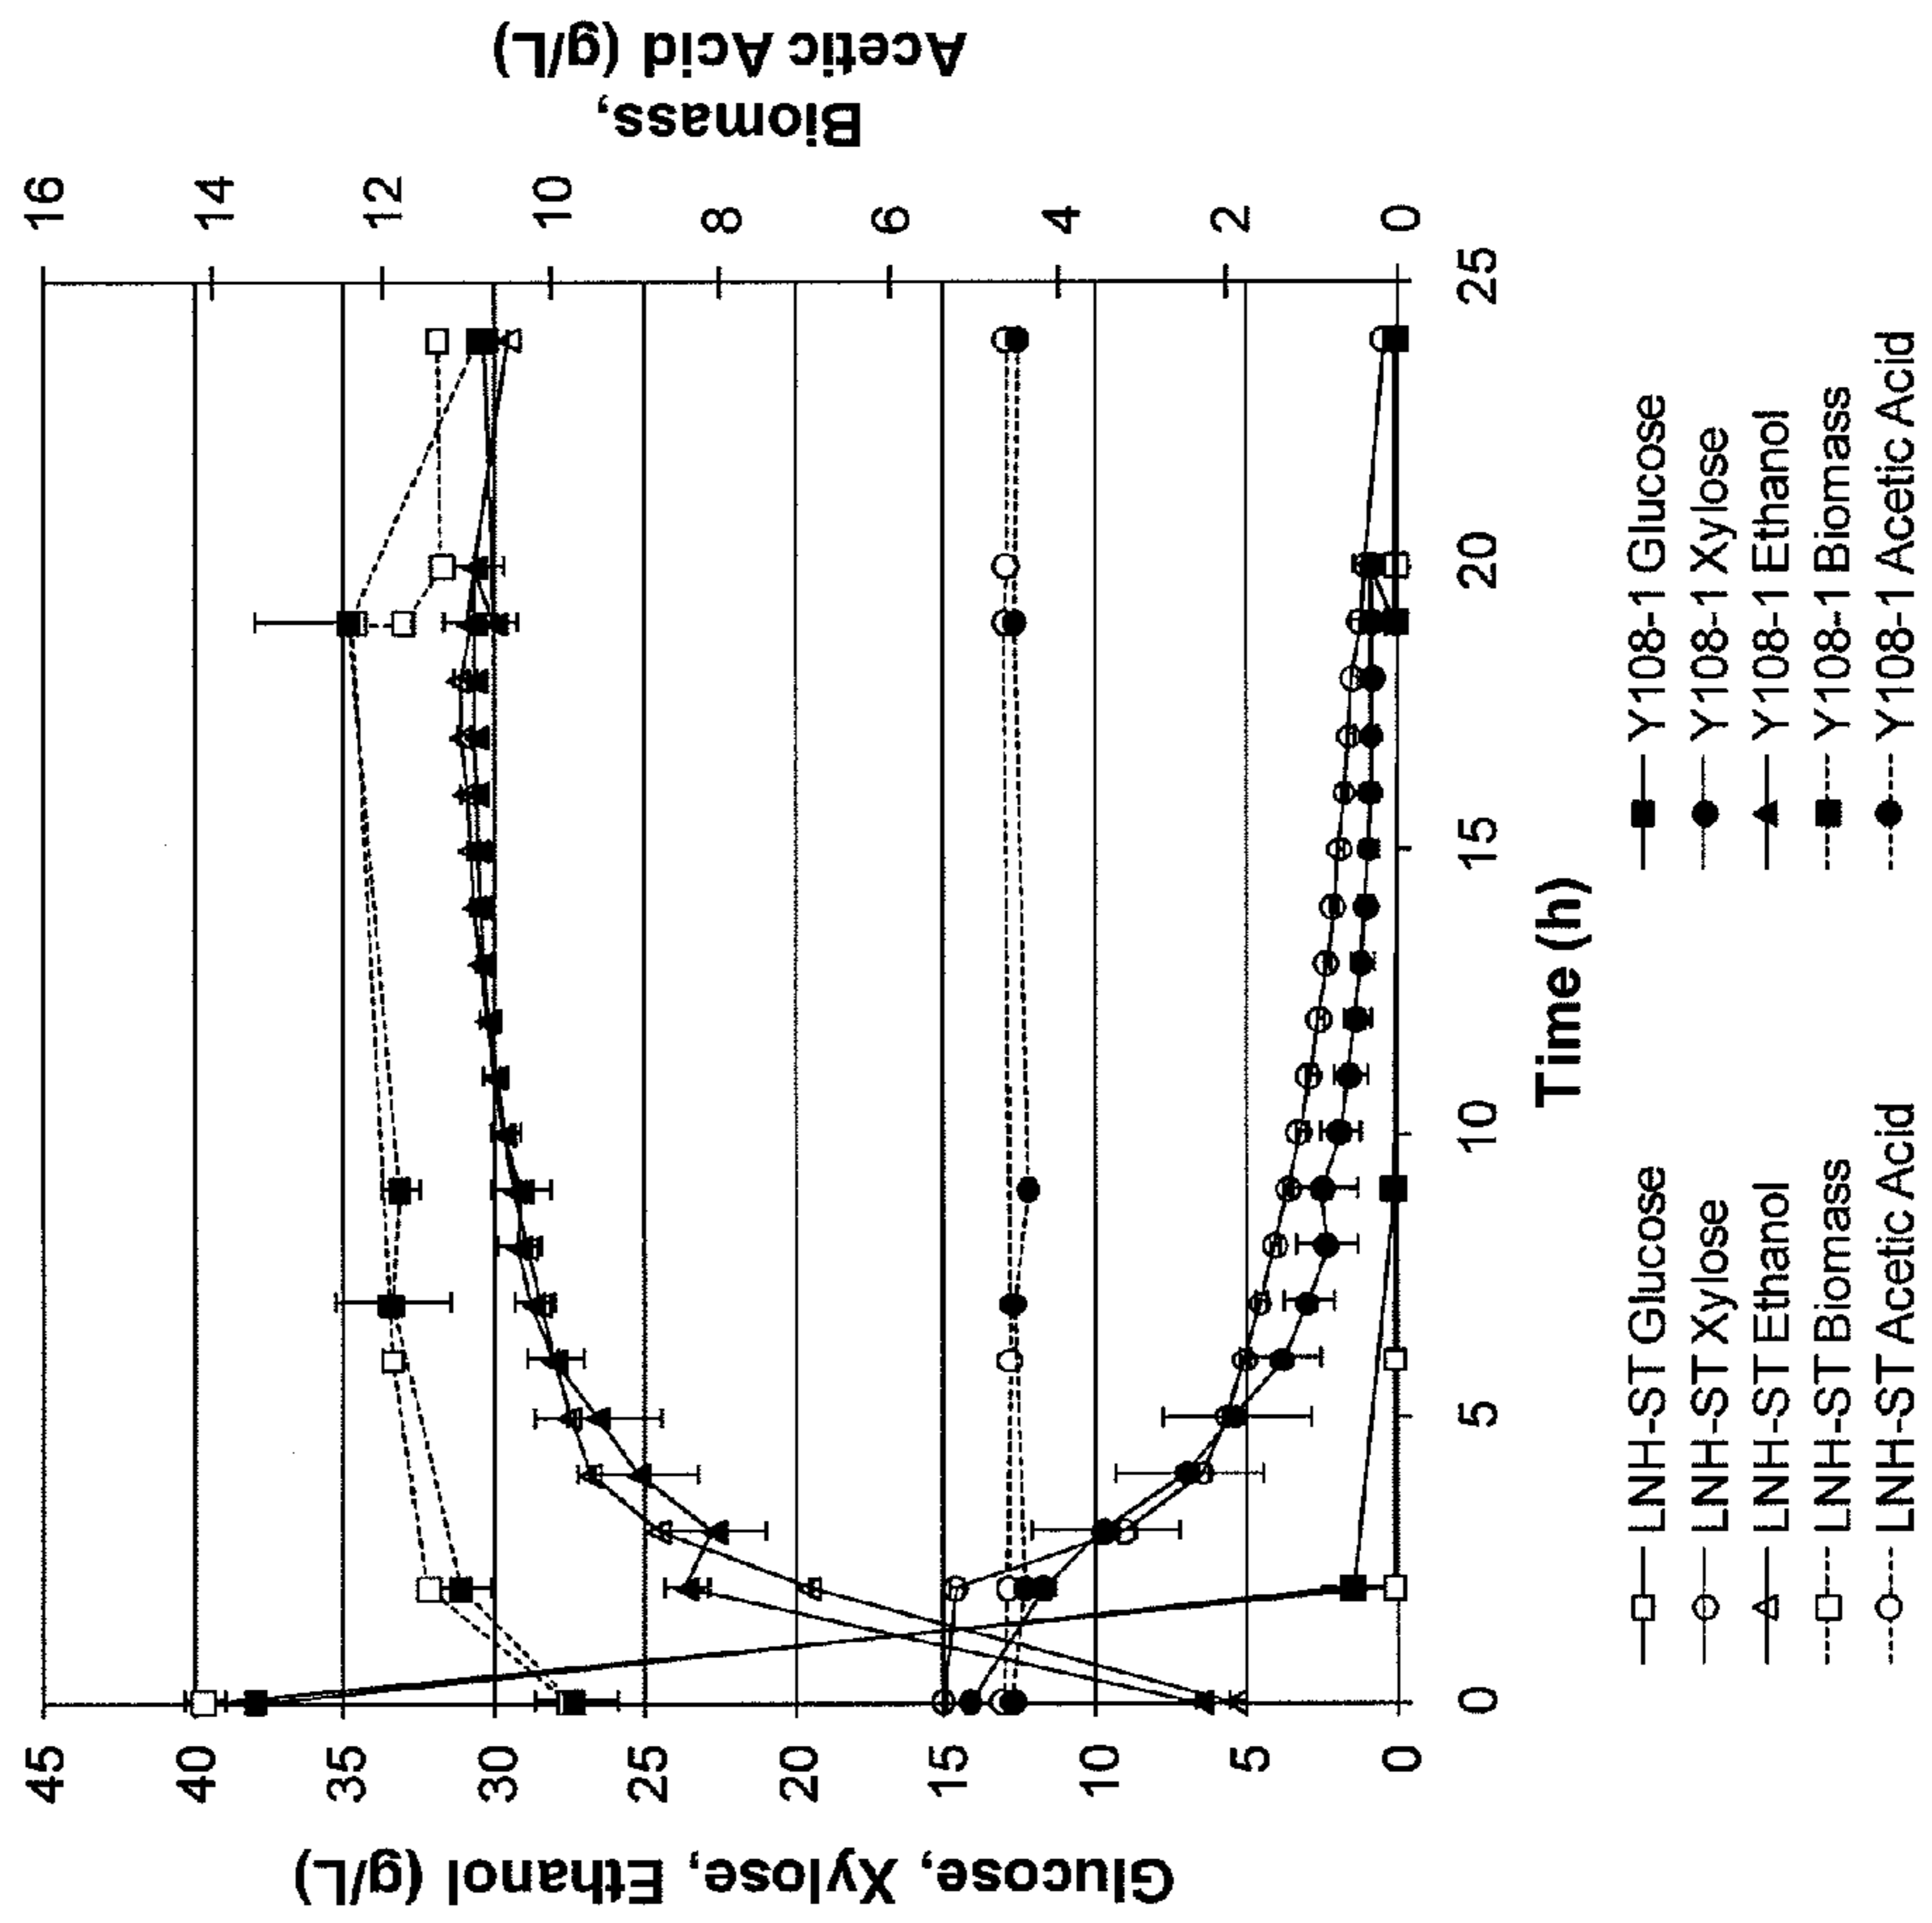 Glucose, Xylose, Ethanol (g/L)
45
40
35
30
25
20
15
10
5
0
Biomass,
Acetic Acid (g/L)
16
14
12
10
8
6
4
2
0
0
5
10
15
20
25
Time (h)
LNH-ST Glucose
LNH-ST Xylose
LNH-ST Ethanol
LNH-ST Biomass
LNH-ST Acetic Acid
Y108-1 Glucose
Y108-1 Xylose
Y108-1 Ethanol
Y108-1 Biomass
Y108-1 Acetic Acid